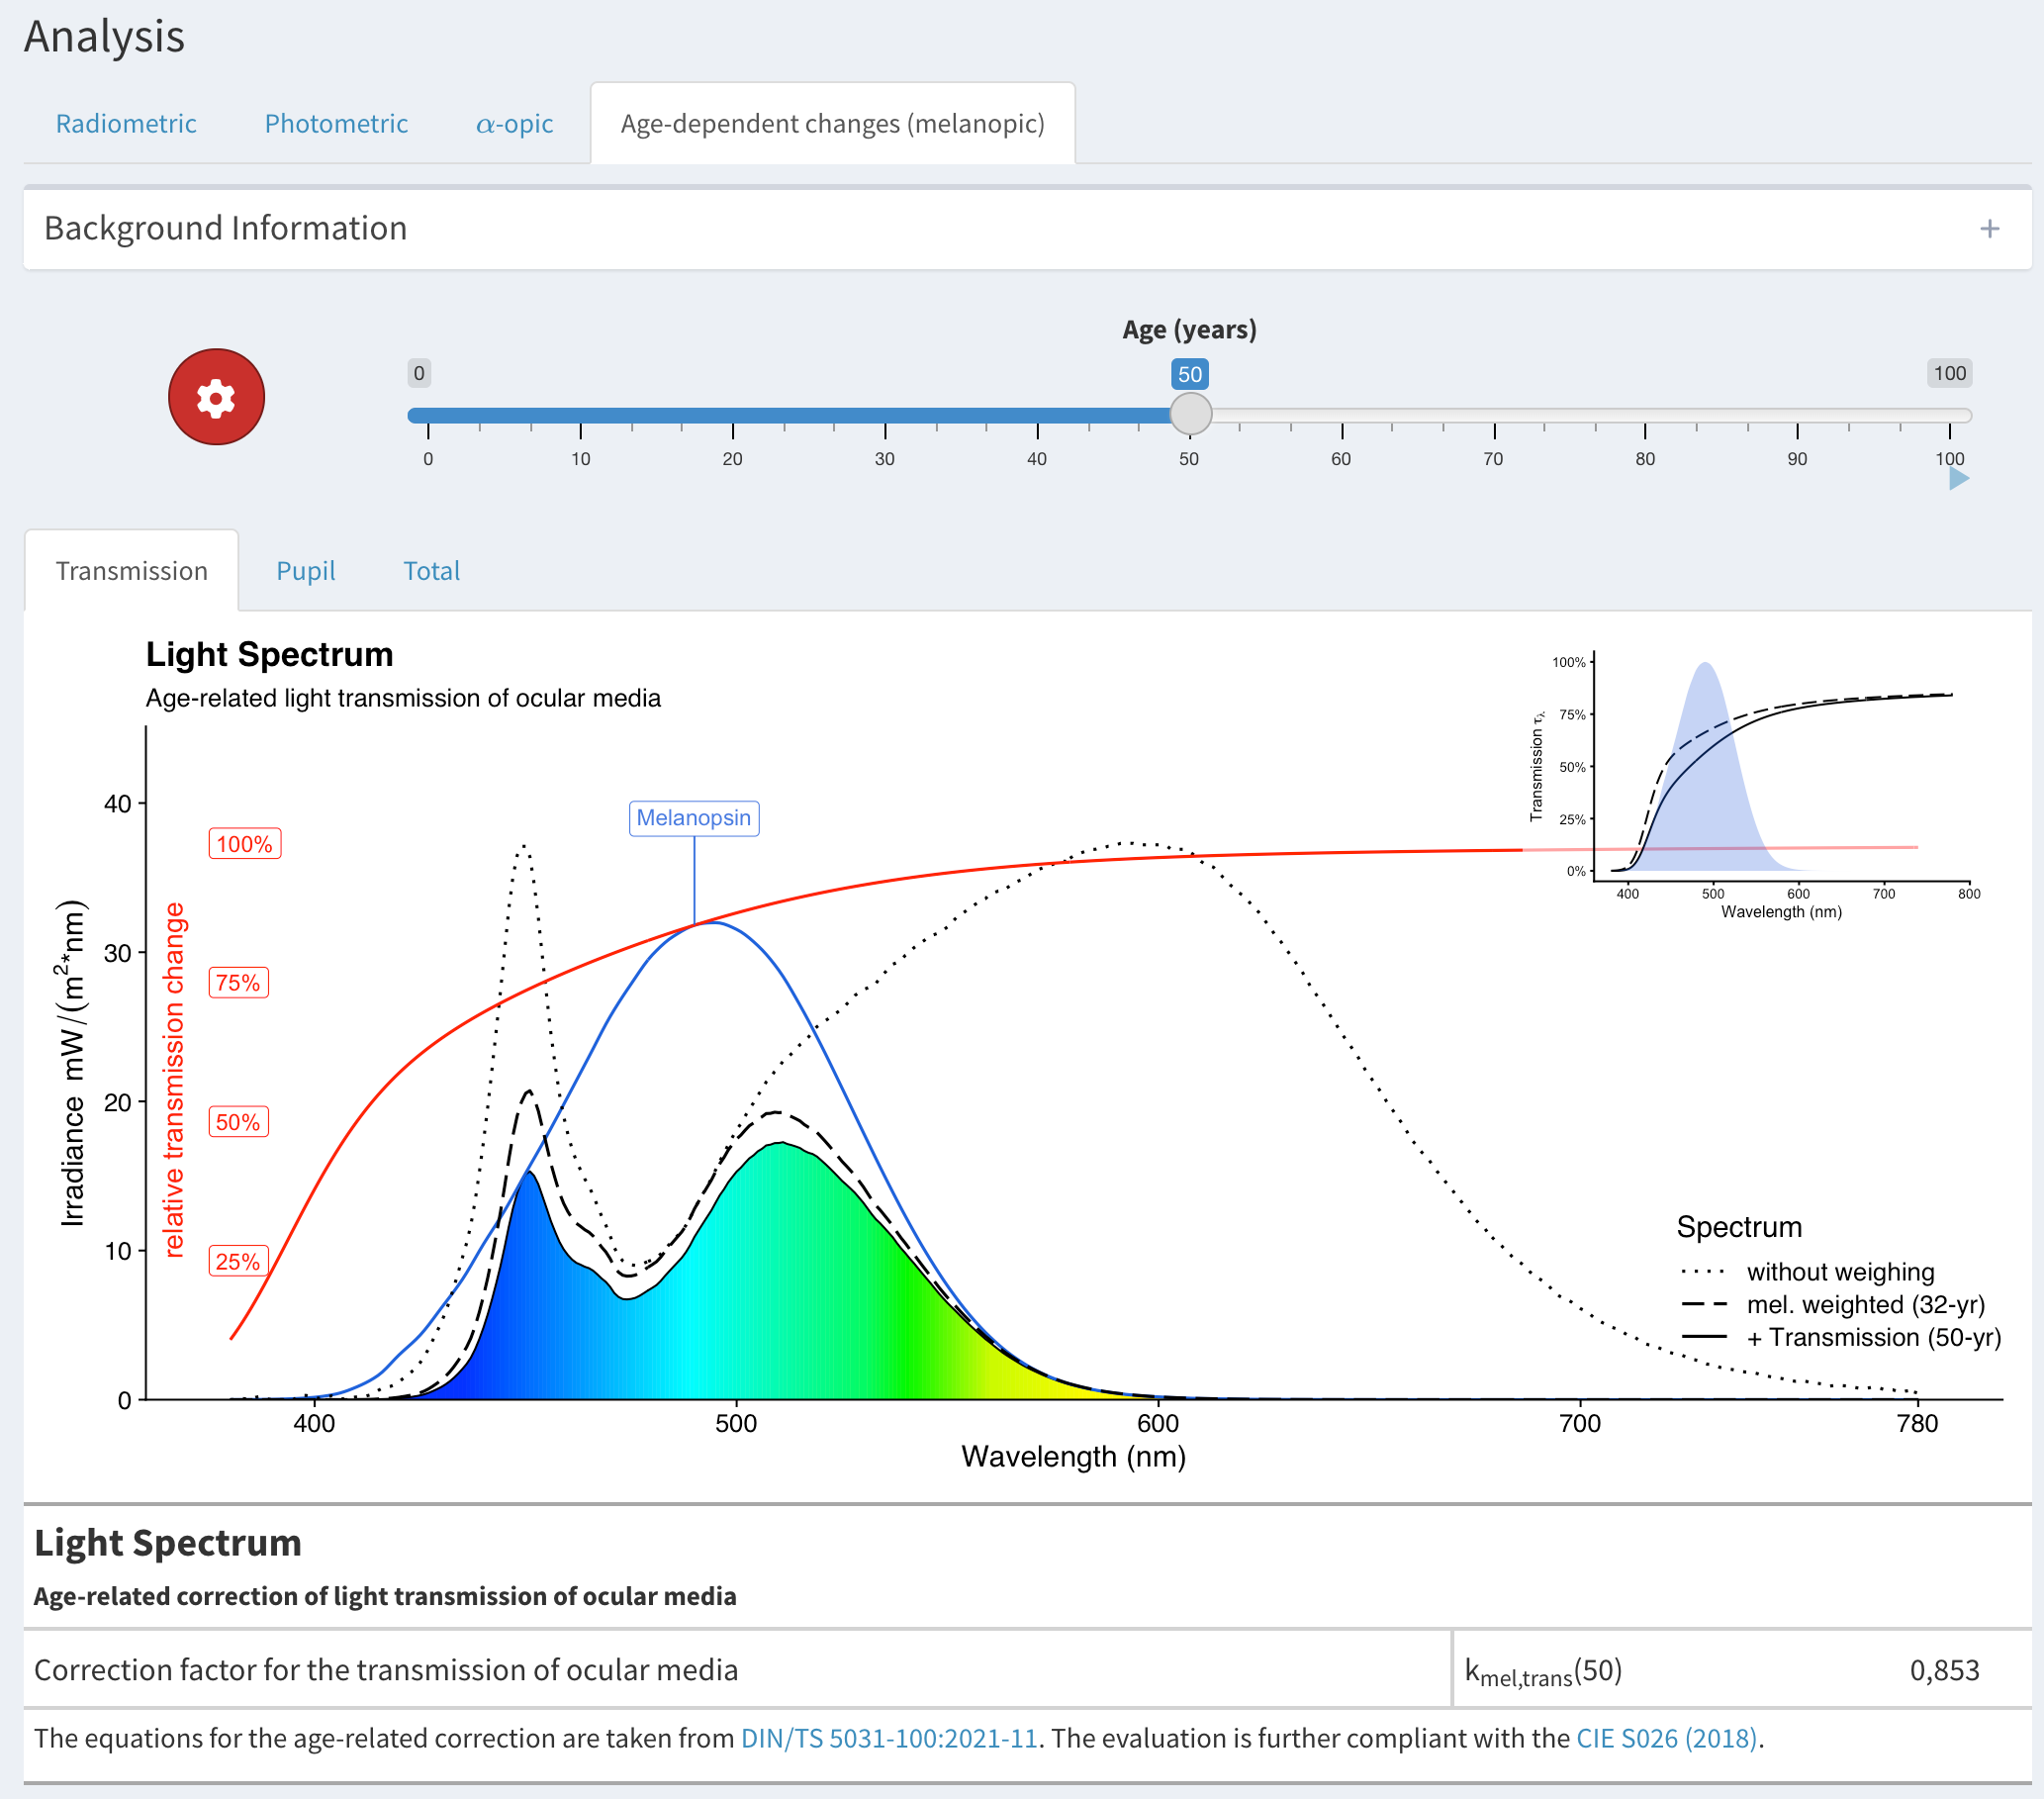 Analysis
Radiometric Photometric α-opic Age-dependent changes (melanopic)
Background Information +
Age (years)
0 50 100
0 10 20 30 40 50 60 70 80 90 100
Transmission Pupil Total
Light Spectrum
Age-related light transmission of ocular media
Irradiance mW/(m²*nm)
40
30
20
10
0
relative transmission change
100%
75%
50%
25%
Melanopsin
Transmission τλ
100%
75%
50%
25%
0%
400 500 600 700 800
Wavelength (nm)
Spectrum
without weighing
mel. weighted (32-yr)
+ Transmission (50-yr)
400 500 600 700 780
Wavelength (nm)
Light Spectrum
Age-related correction of light transmission of ocular media
Correction factor for the transmission of ocular media kmel,trans(50) 0,853
The equations for the age-related correction are taken from DIN/TS 5031-100:2021-11. The evaluation is further compliant with the CIE S026 (2018).